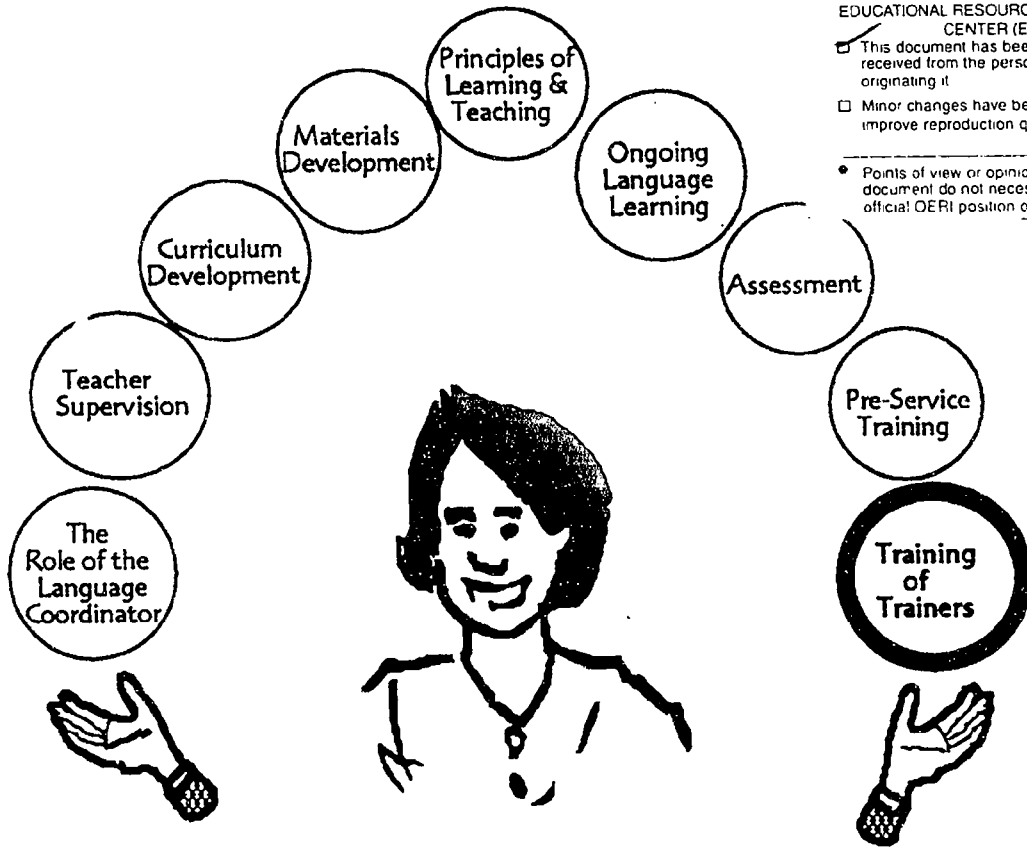 EDUCATIONAL RESOURC
CENTER (E
This document has bee
received from the perso
originating it
Minor changes have be
improve reproduction q
Points of view or opinio
document do not neces
official OERI position o
Principles of
Learning &
Teaching
Materials
Development
Ongoing
Language
Learning
Curriculum
Development
Assessment
Teacher
Supervision
Pre-Service
Training
The
Role of the
Language
Coordinator
Training
of
Trainers